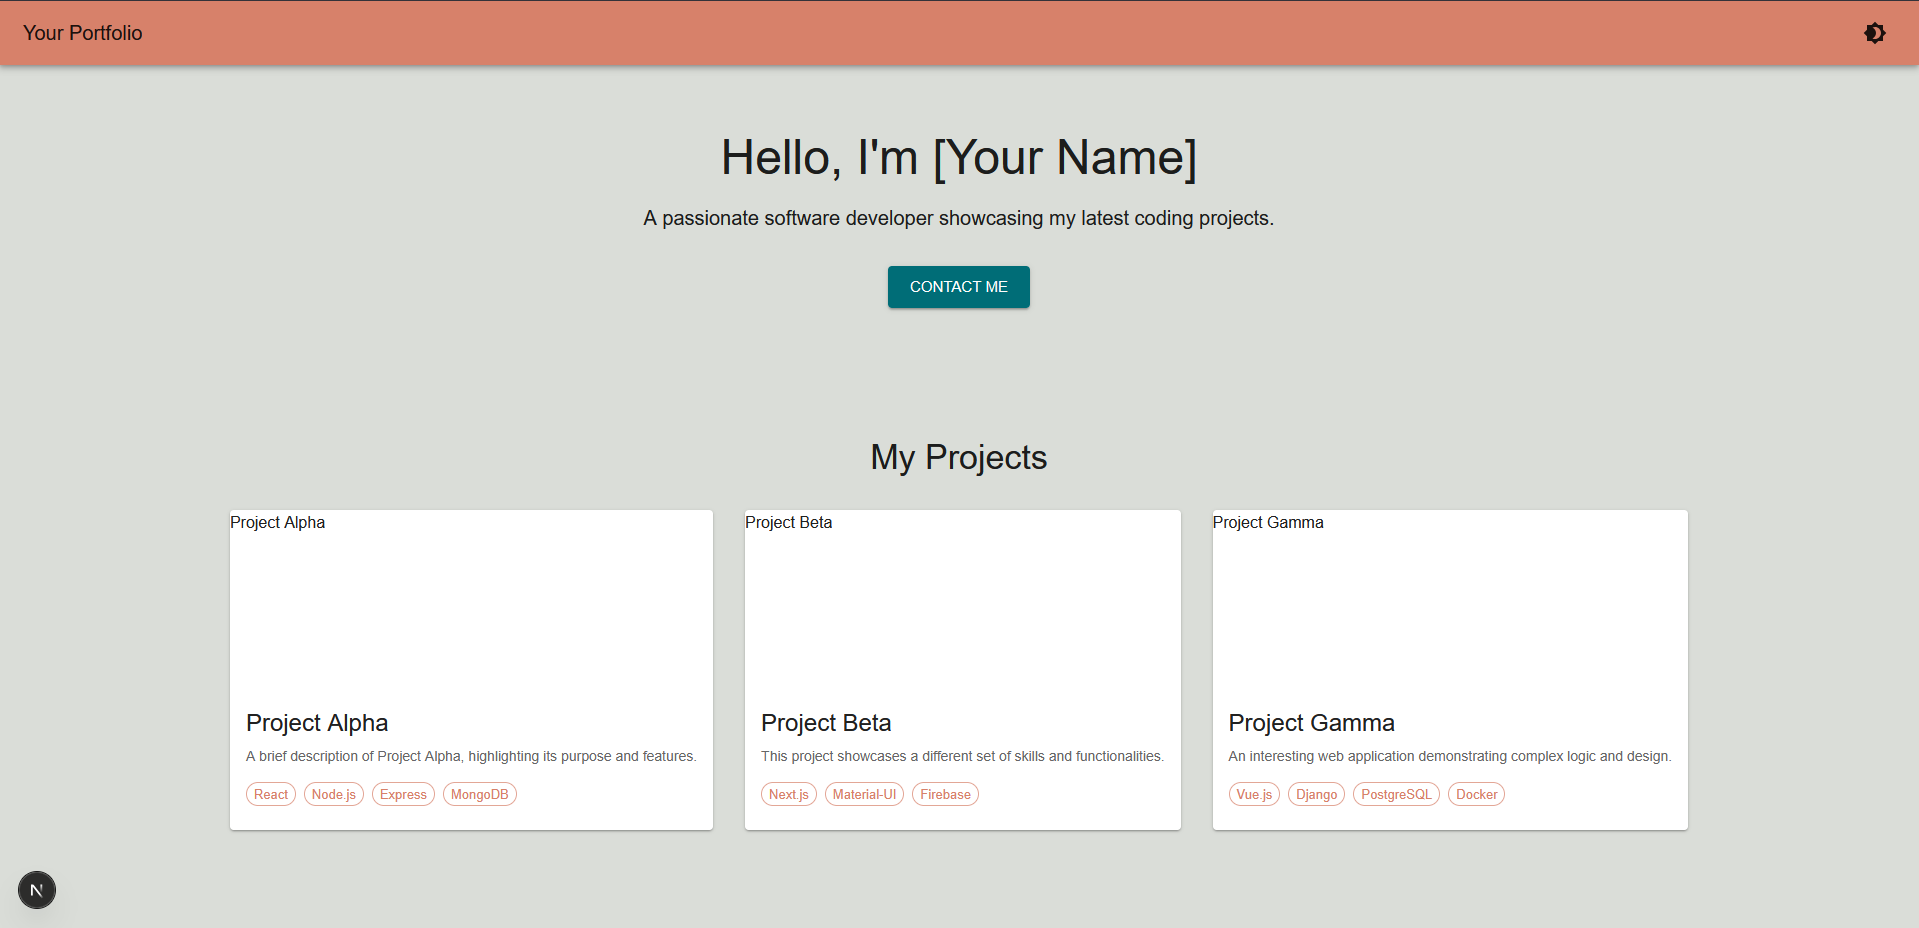 Your Portfolio
Hello, I'm [Your Name]
A passionate software developer showcasing my latest coding projects.
CONTACT ME
My Projects
Project Alpha
Project Alpha
A brief description of Project Alpha, highlighting its purpose and features.
React Node.js Express MongoDB
Project Beta
Project Beta
This project showcases a different set of skills and functionalities.
Next.js Material-UI Firebase
Project Gamma
Project Gamma
An interesting web application demonstrating complex logic and design.
Vue.js Django PostgreSQL Docker
N